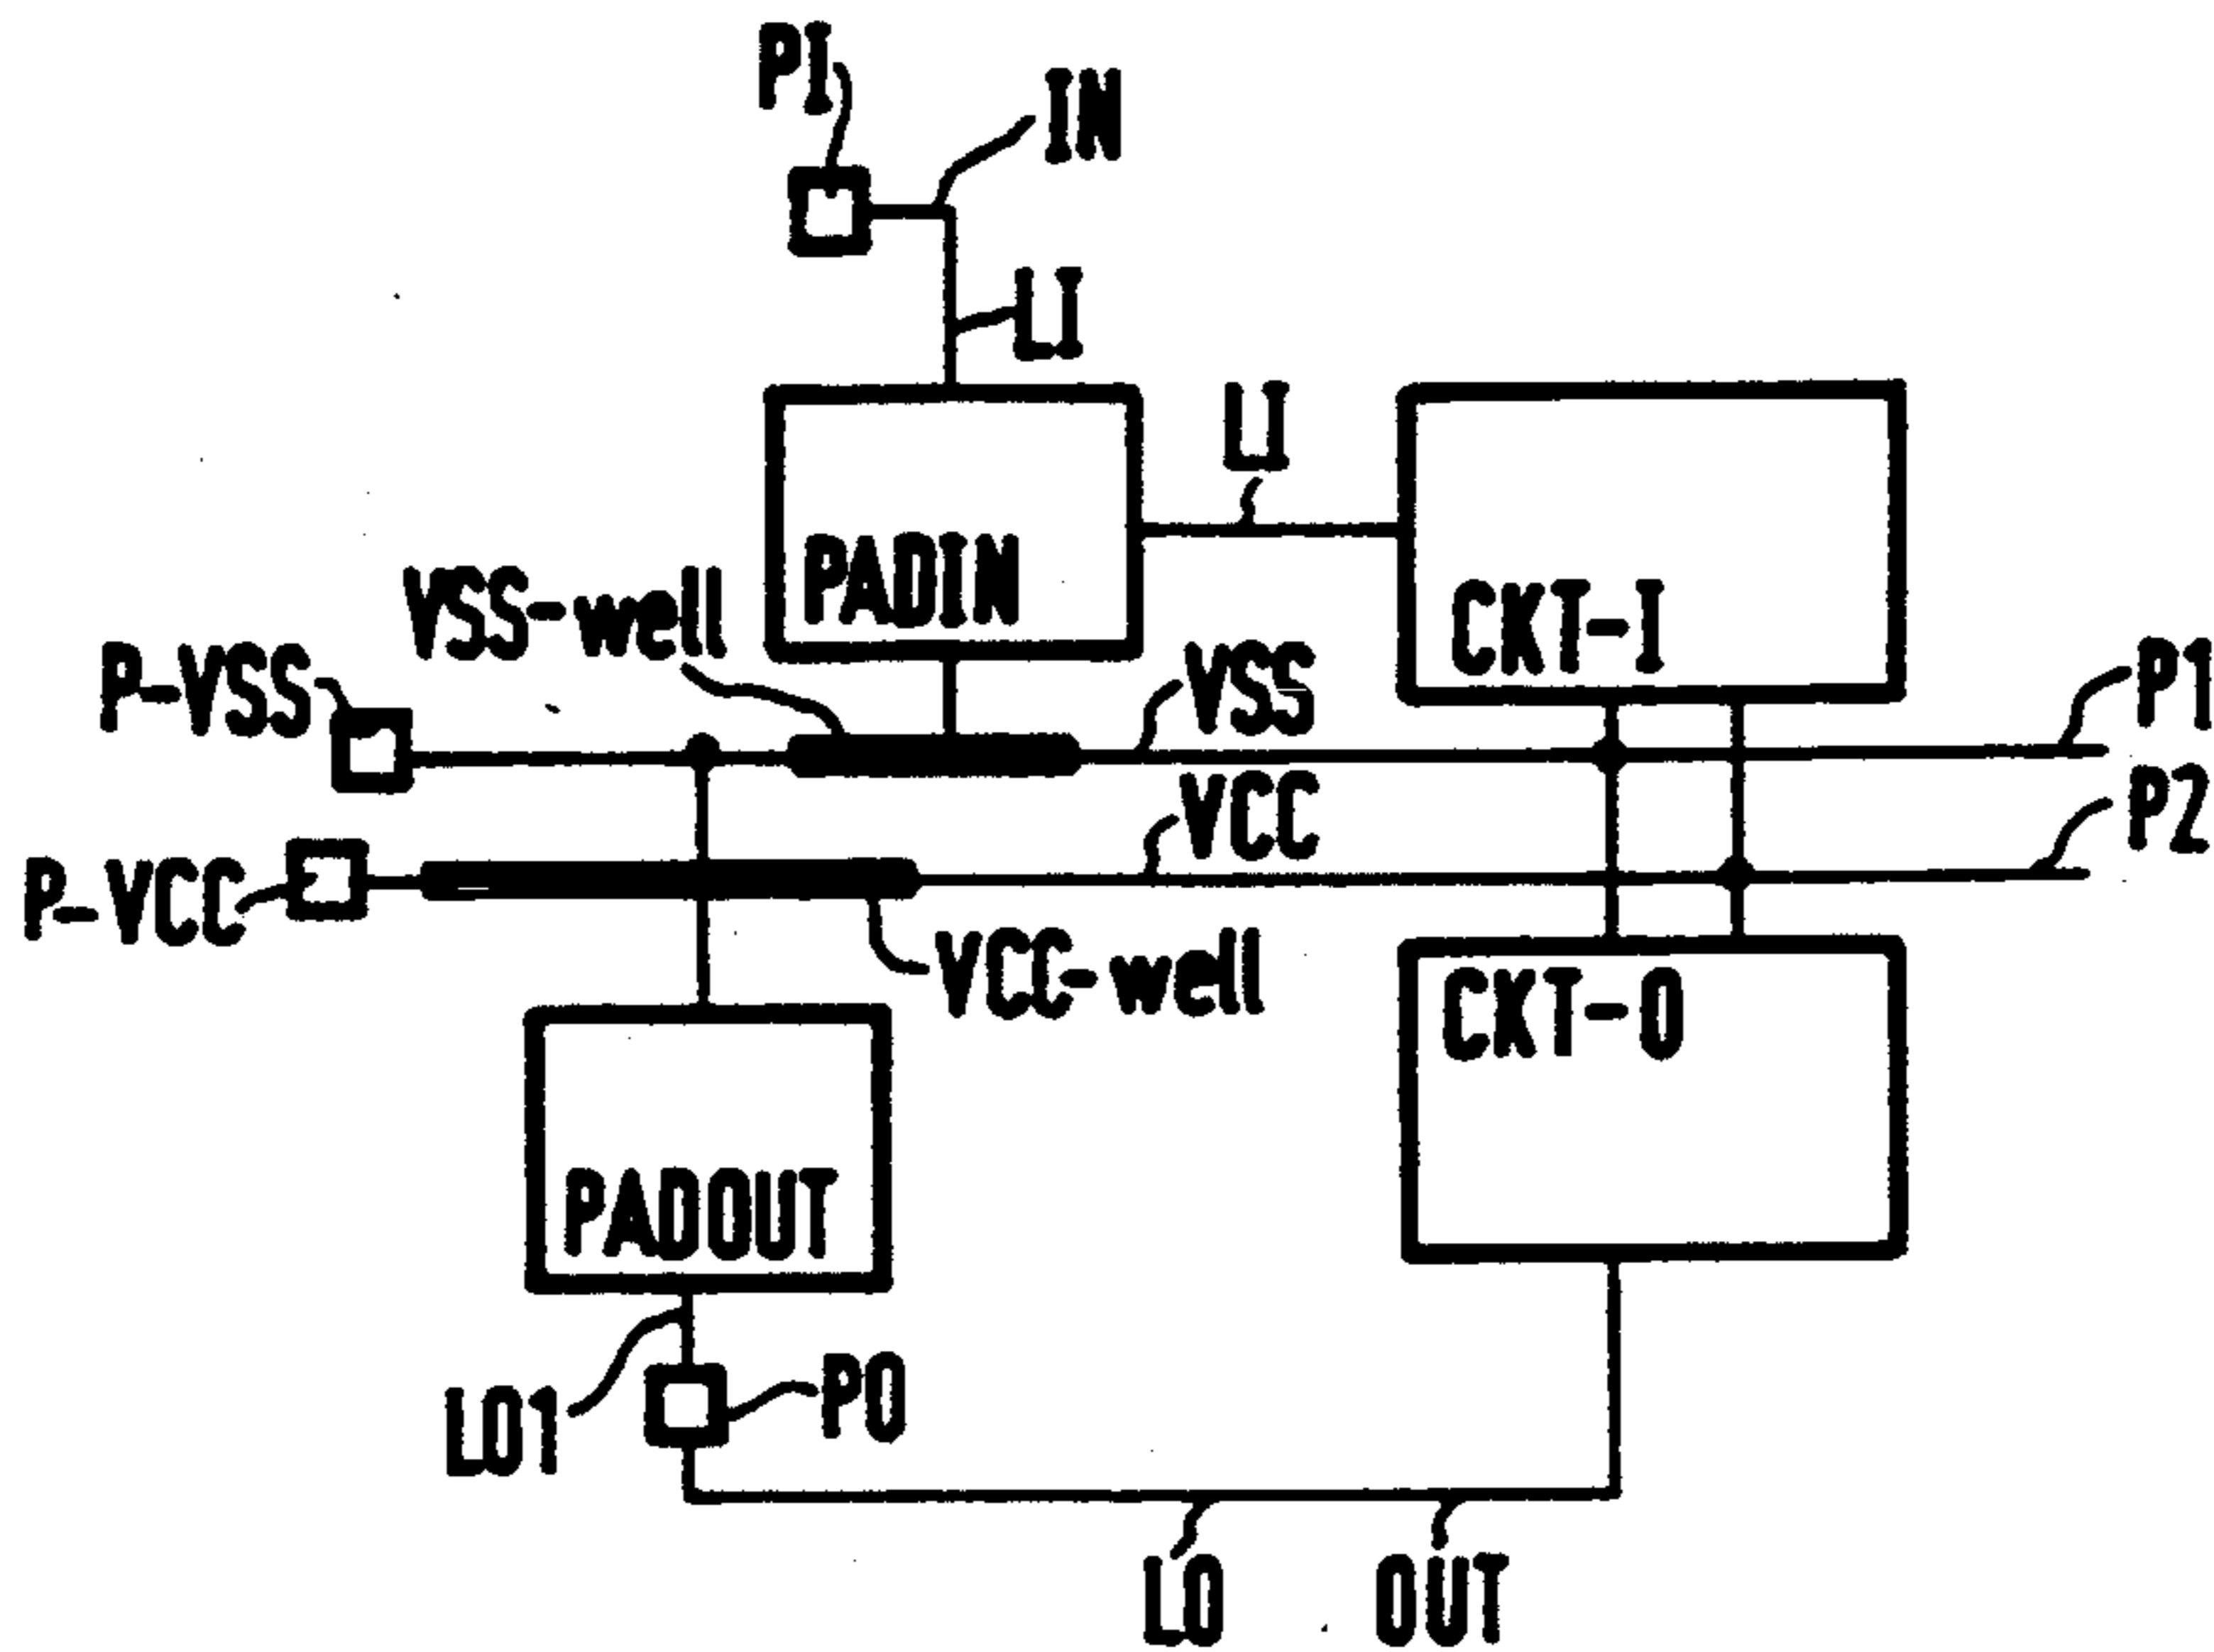 PI
IN
LI
LI
PADIN
CKT-I
VSS-well
P-VSS
VSS
P1
VCC
P2
P-VCC
VCC-well
CKT-O
PADOUT
LO1
PO
LO
OUT